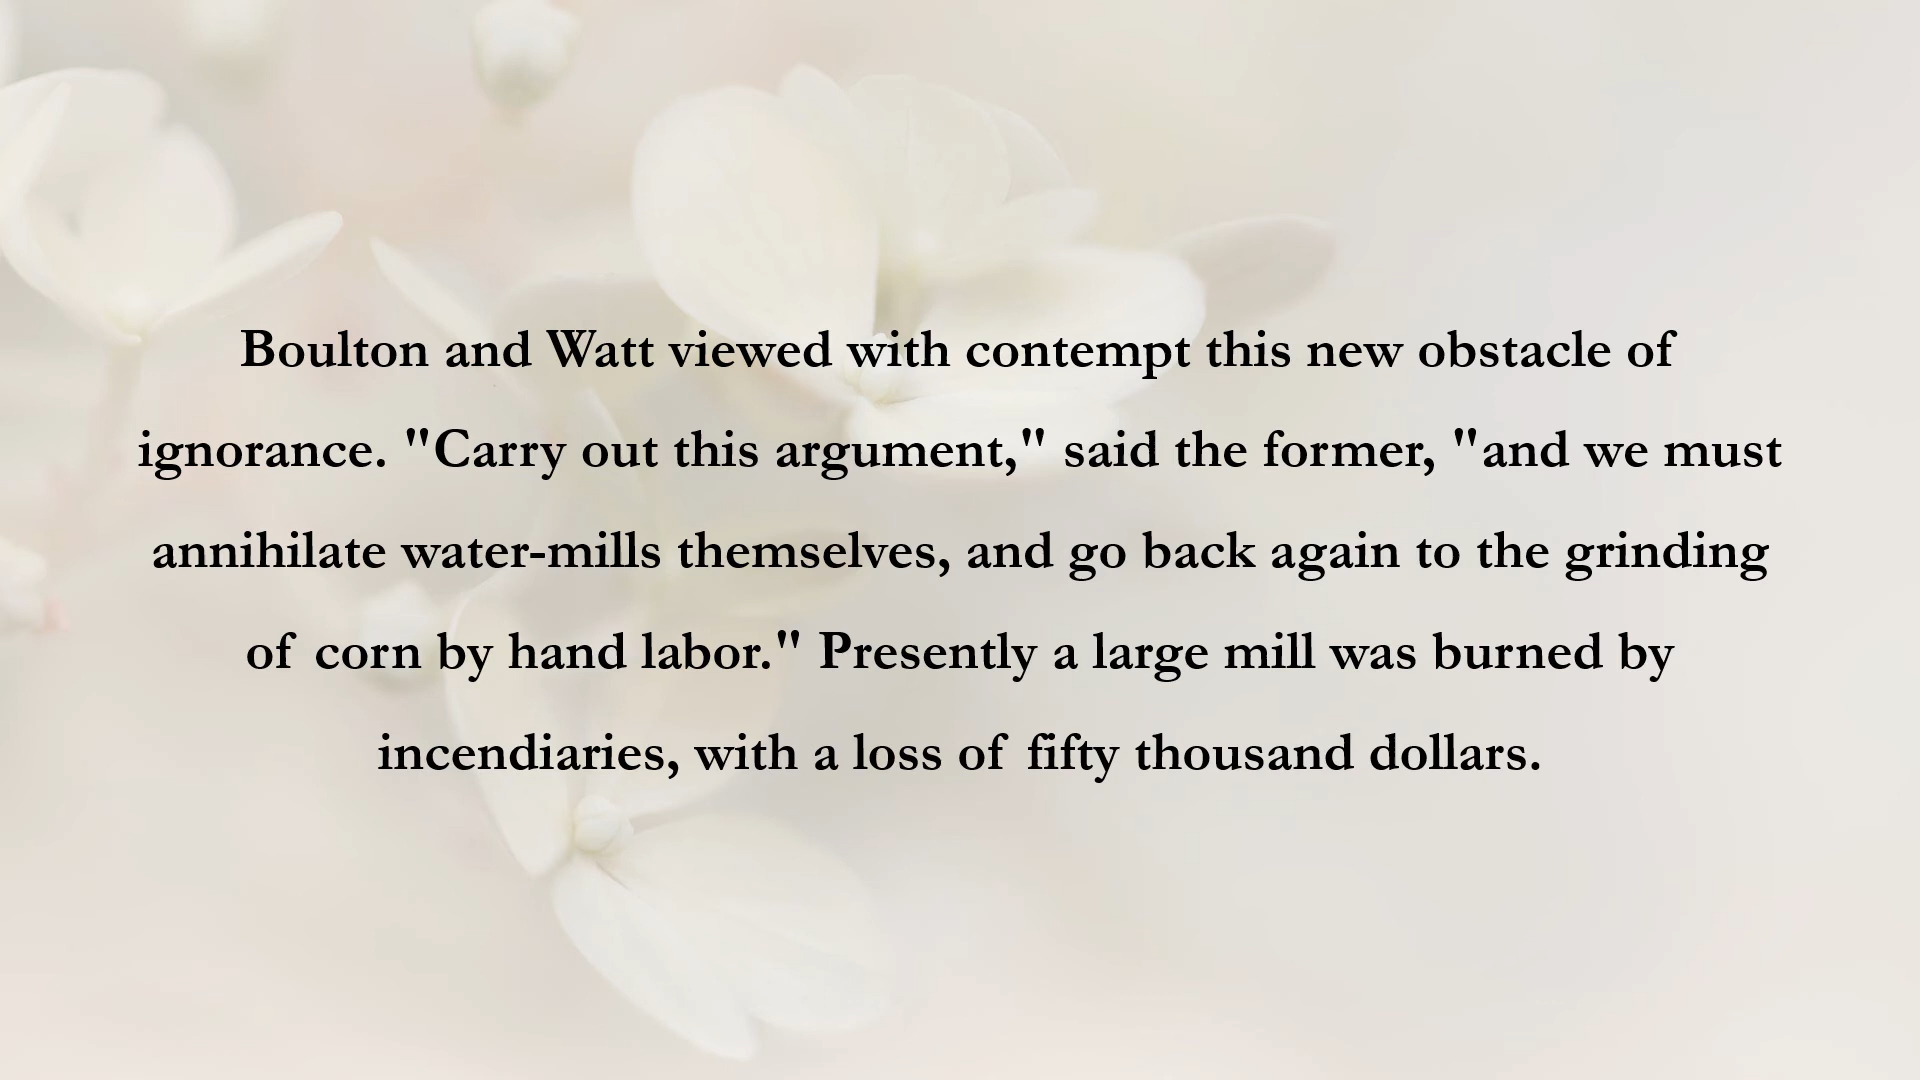 Boulton and Watt viewed with contempt this new obstacle of
ignorance. "Carry out this argument," said the former, "and we must
annihilate water-mills themselves, and go back again to the grinding
of corn by hand labor." Presently a large mill was burned by
incendiaries, with a loss of fifty thousand dollars.